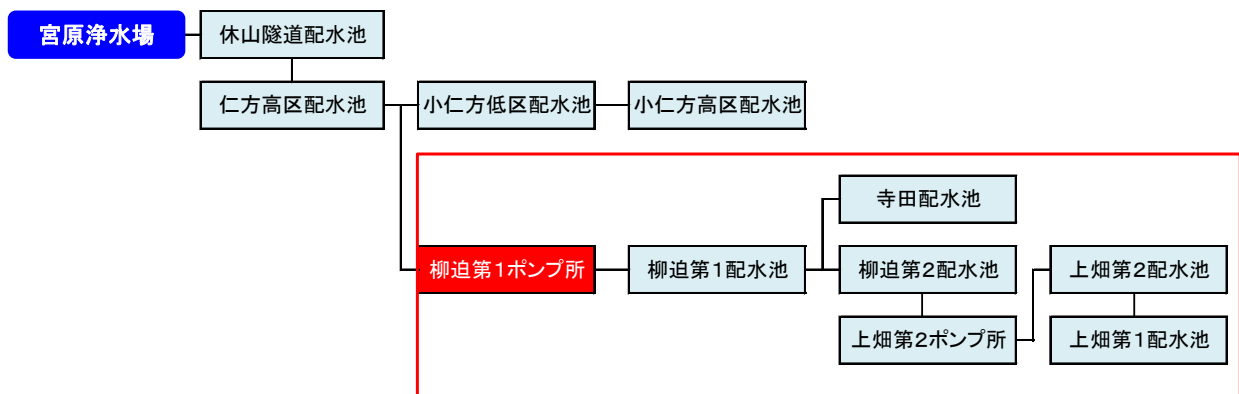 宮原浄水場
休山隧道配水池
仁方高区配水池
小仁方低区配水池
小仁方高区配水池
寺田配水池
柳迫第1ポンプ所
柳迫第1配水池
柳迫第2配水池
上畑第2配水池
上畑第2ポンプ所
上畑第1配水池